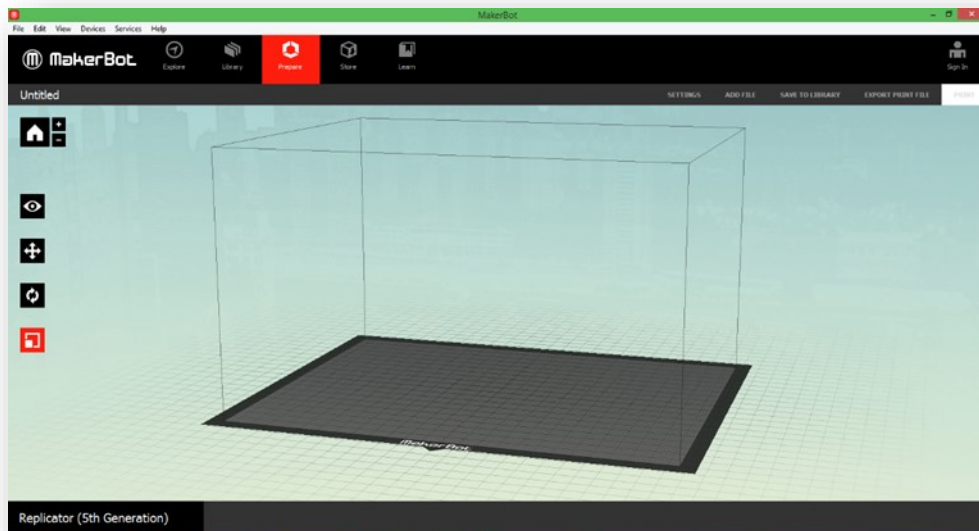 MakerBot
File Edit View Devices Services Help
MakerBot
Explore Library Prepare Store Learn Sign In
Untitled
SETTINGS ADD FILE SAVE TO LIBRARY EXPORT PRINT FILE PRINT
MakerBot
Replicator (5th Generation)